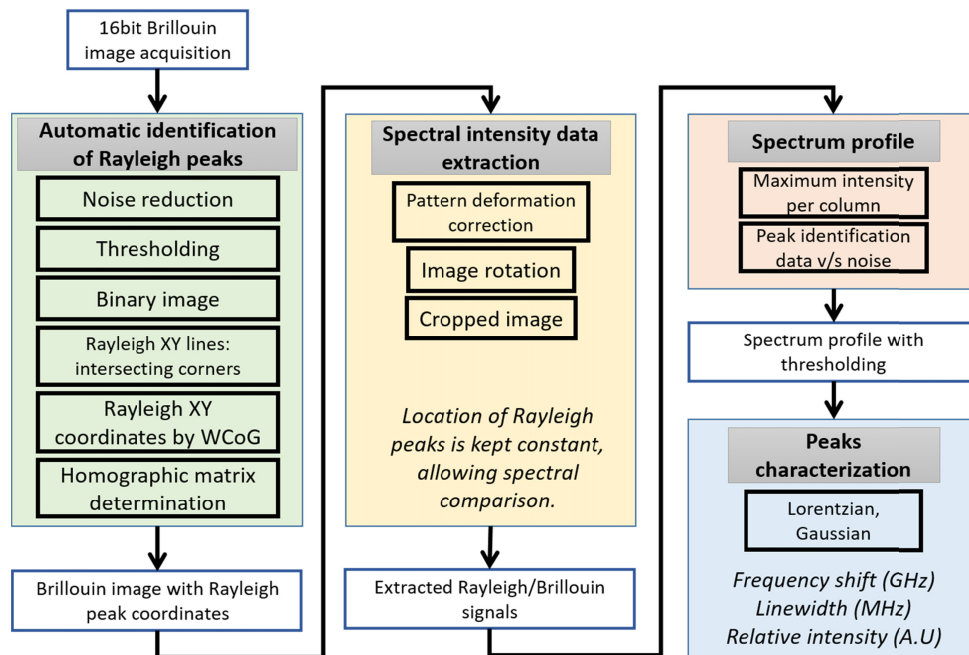 16bit Brillouin
image acquisition
Automatic identification
of Rayleigh peaks
Noise reduction
Thresholding
Binary image
Rayleigh XY lines:
intersecting corners
Rayleigh XY
coordinates by WCoG
Homographic matrix
determination
Brillouin image with Rayleigh
peak coordinates
Spectral intensity data
extraction
Pattern deformation
correction
Image rotation
Cropped image
Location of Rayleigh
peaks is kept constant,
allowing spectral
comparison.
Extracted Rayleigh/Brillouin
signals
Spectrum profile
Maximum intensity
per column
Peak identification
data v/s noise
Spectrum profile with
thresholding
Peaks
characterization
Lorentzian,
Gaussian
Frequency shift (GHz)
Linewidth (MHz)
Relative intensity (A.U)